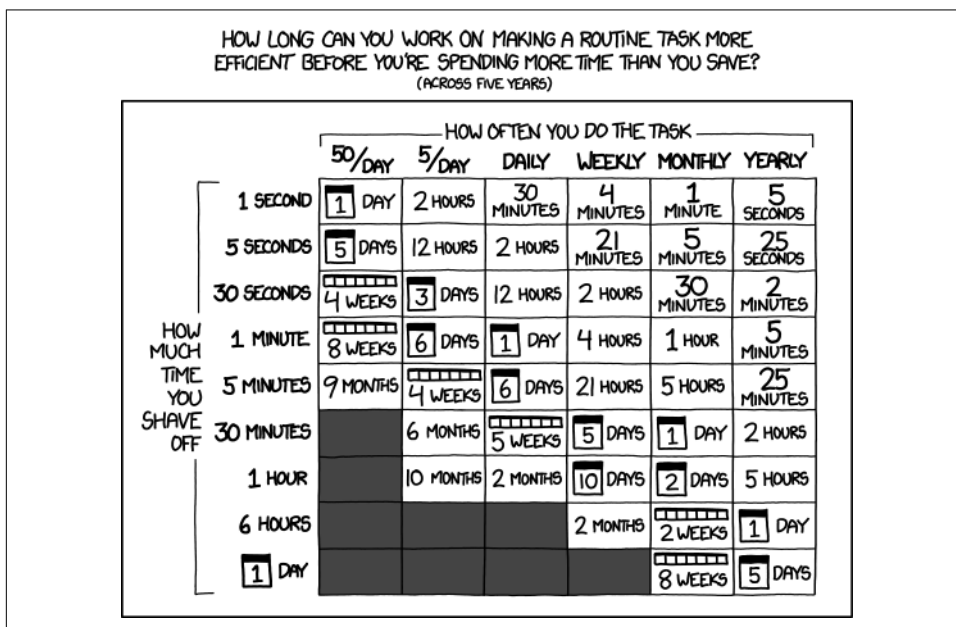 HOW LONG CAN YOU WORK ON MAKING A ROUTINE TASK MORE
EFFICIENT BEFORE YOU'RE SPENDING MORE TIME THAN YOU SAVE?
(ACROSS FIVE YEARS)
HOW OFTEN YOU DO THE TASK
50/DAY 5/DAY DAILY WEEKLY MONTHLY YEARLY
HOW
MUCH
TIME
YOU
SHAVE
OFF
1 SECOND 1 DAY 2 HOURS 30 MINUTES 4 MINUTES 1 MINUTE 5 SECONDS
5 SECONDS 5 DAYS 12 HOURS 2 HOURS 21 MINUTES 5 MINUTES 25 SECONDS
30 SECONDS 4 WEEKS 3 DAYS 12 HOURS 2 HOURS 30 MINUTES 2 MINUTES
1 MINUTE 8 WEEKS 6 DAYS 1 DAY 4 HOURS 1 HOUR 5 MINUTES
5 MINUTES 9 MONTHS 4 WEEKS 6 DAYS 21 HOURS 5 HOURS 25 MINUTES
30 MINUTES 6 MONTHS 5 WEEKS 5 DAYS 1 DAY 2 HOURS
1 HOUR 10 MONTHS 2 MONTHS 10 DAYS 2 DAYS 5 HOURS
6 HOURS 2 MONTHS 2 WEEKS 1 DAY
1 DAY 8 WEEKS 5 DAYS